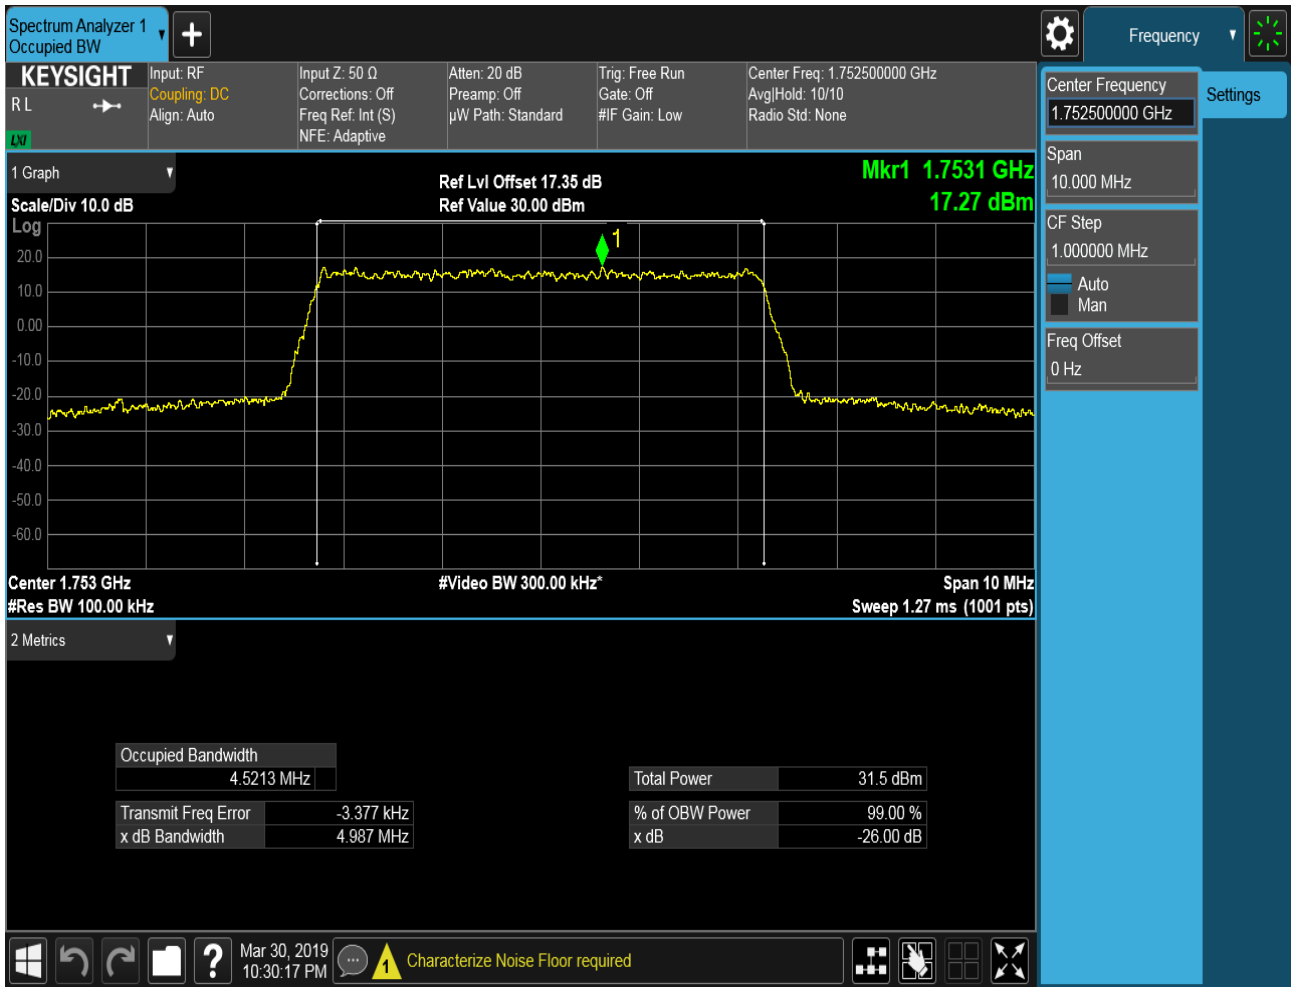 Spectrum Analyzer 1
Occupied BW
Frequency
KEYSIGHT
R L
LXI
Input: RF
Coupling: DC
Align: Auto
Input Z: 50 Ω
Corrections: Off
Freq Ref: Int (S)
NFE: Adaptive
Atten: 20 dB
Preamp: Off
µW Path: Standard
Trig: Free Run
Gate: Off
#IF Gain: Low
Center Freq: 1.752500000 GHz
Avg|Hold: 10/10
Radio Std: None
Center Frequency
1.752500000 GHz
Settings
Span
10.000 MHz
CF Step
1.000000 MHz
Auto
Man
Freq Offset
0 Hz
1 Graph
Scale/Div 10.0 dB
Ref Lvl Offset 17.35 dB
Ref Value 30.00 dBm
Mkr1 1.7531 GHz
17.27 dBm
Log
1
20.0
10.0
0.00
-10.0
-20.0
-30.0
-40.0
-50.0
-60.0
Center 1.753 GHz
#Res BW 100.00 kHz
#Video BW 300.00 kHz*
Span 10 MHz
Sweep 1.27 ms (1001 pts)
2 Metrics
Occupied Bandwidth
4.5213 MHz
Transmit Freq Error -3.377 kHz
x dB Bandwidth 4.987 MHz
Total Power 31.5 dBm
% of OBW Power 99.00 %
x dB -26.00 dB
?
Mar 30, 2019
10:30:17 PM
1
Characterize Noise Floor required